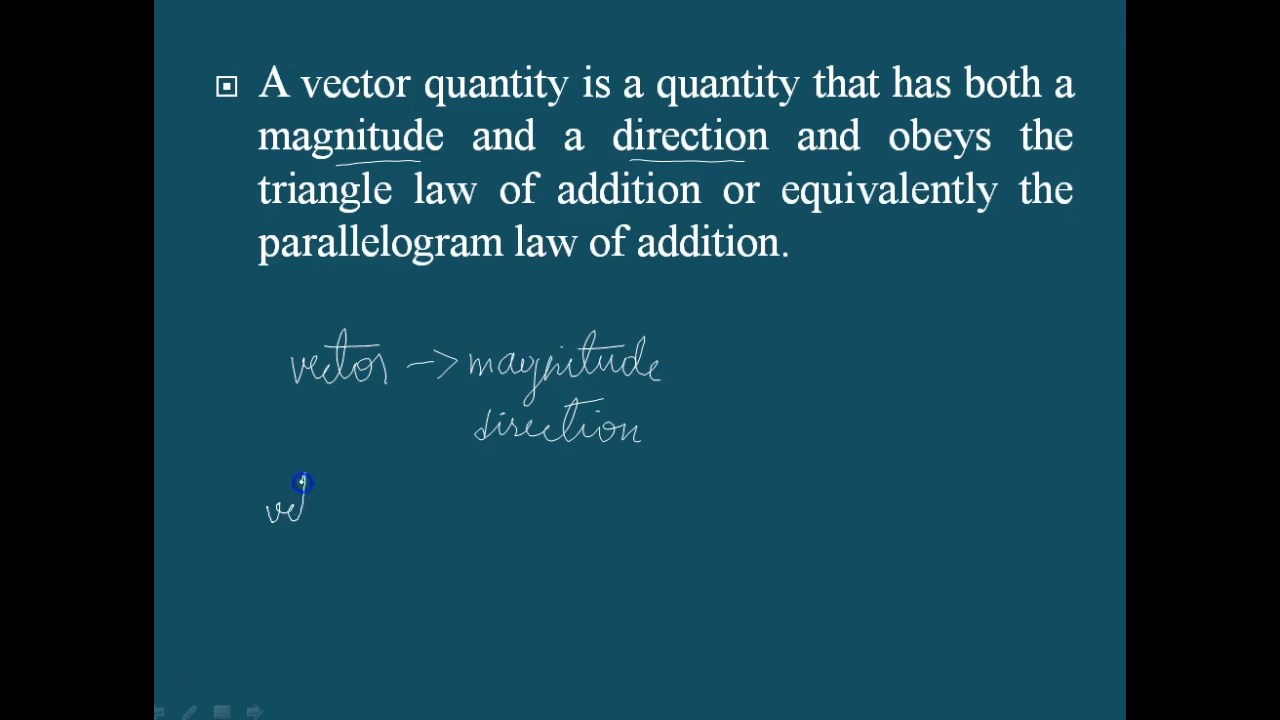 A vector quantity is a quantity that has both a
magnitude and a direction and obeys the
triangle law of addition or equivalently the
parallelogram law of addition.
vector -> magnitude
direction
vel